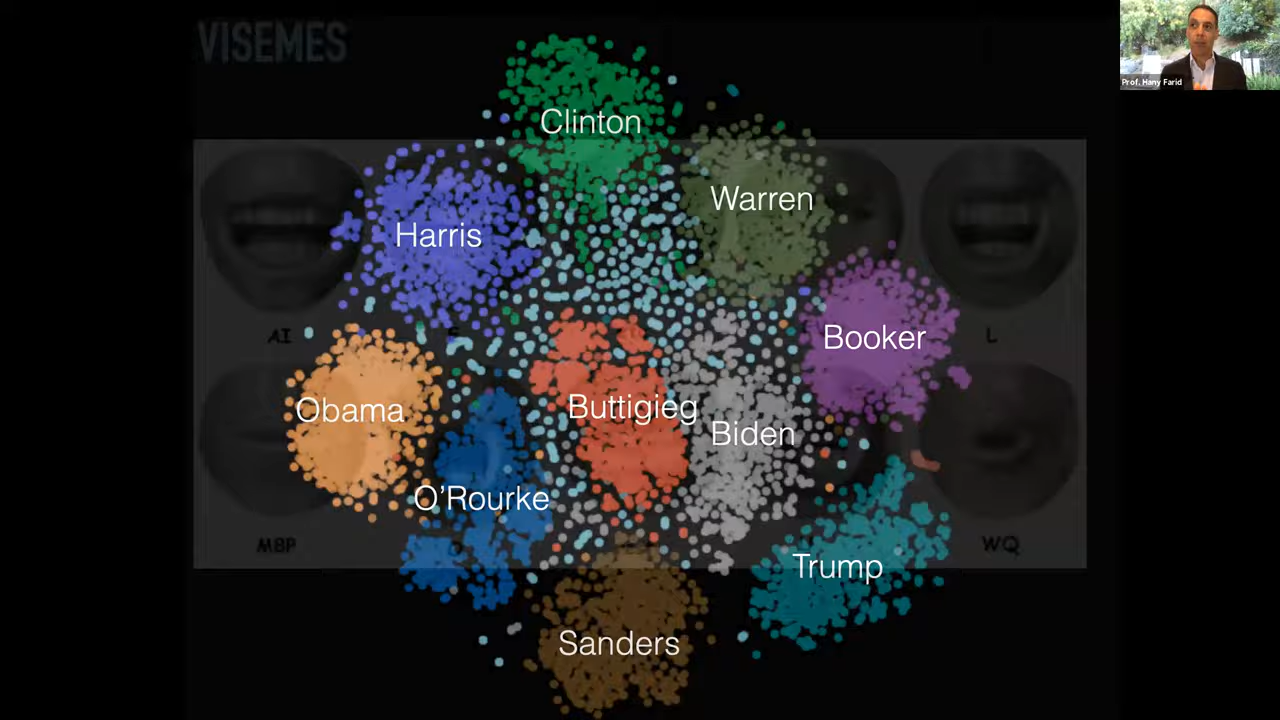 VISEMES
Prof. Hany Farid
Clinton
Warren
Harris
Booker
AI
L
Obama
Buttigieg
Biden
O'Rourke
MBP
WQ
Trump
Sanders